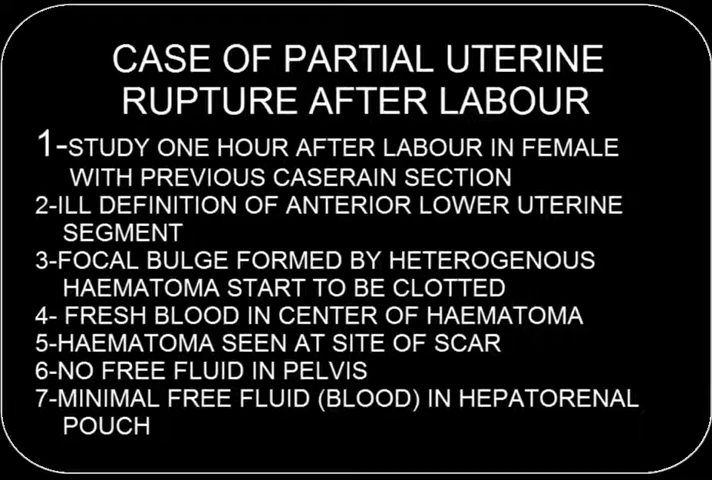 CASE OF PARTIAL UTERINE
RUPTURE AFTER LABOUR
1-STUDY ONE HOUR AFTER LABOUR IN FEMALE
WITH PREVIOUS CASERAIN SECTION
2-ILL DEFINITION OF ANTERIOR LOWER UTERINE
SEGMENT
3-FOCAL BULGE FORMED BY HETEROGENOUS
HAEMATOMA START TO BE CLOTTED
4- FRESH BLOOD IN CENTER OF HAEMATOMA
5-HAEMATOMA SEEN AT SITE OF SCAR
6-NO FREE FLUID IN PELVIS
7-MINIMAL FREE FLUID (BLOOD) IN HEPATORENAL
POUCH